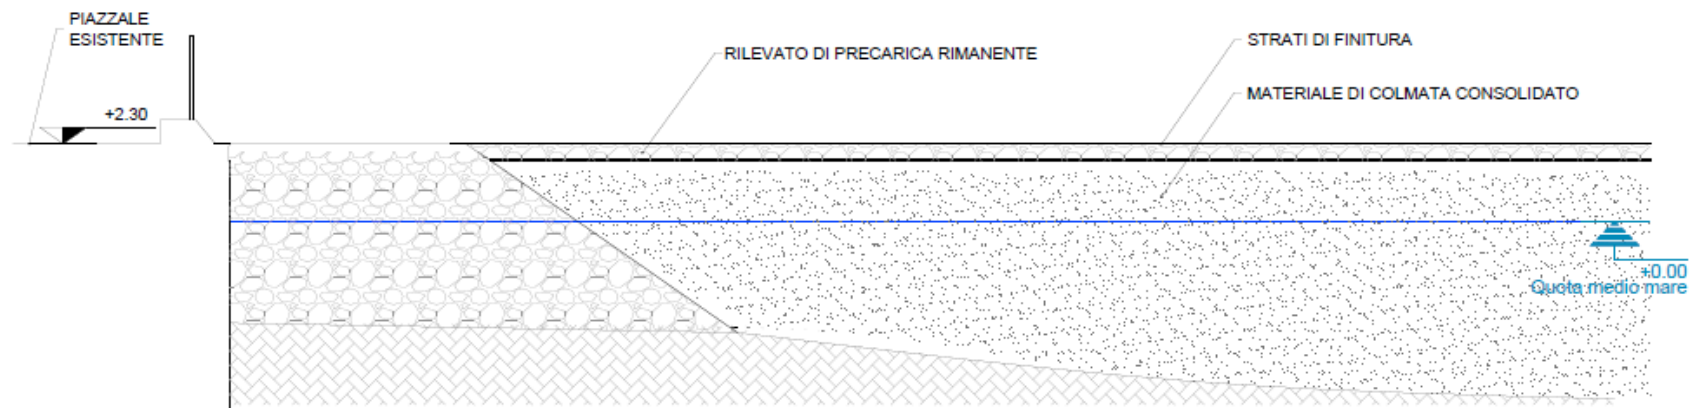 PIAZZALE
ESISTENTE
+2.30
RILEVATO DI PRECARICA RIMANENTE
STRATI DI FINITURA
MATERIALE DI COLMATA CONSOLIDATO
+0.00
Quota medio mare